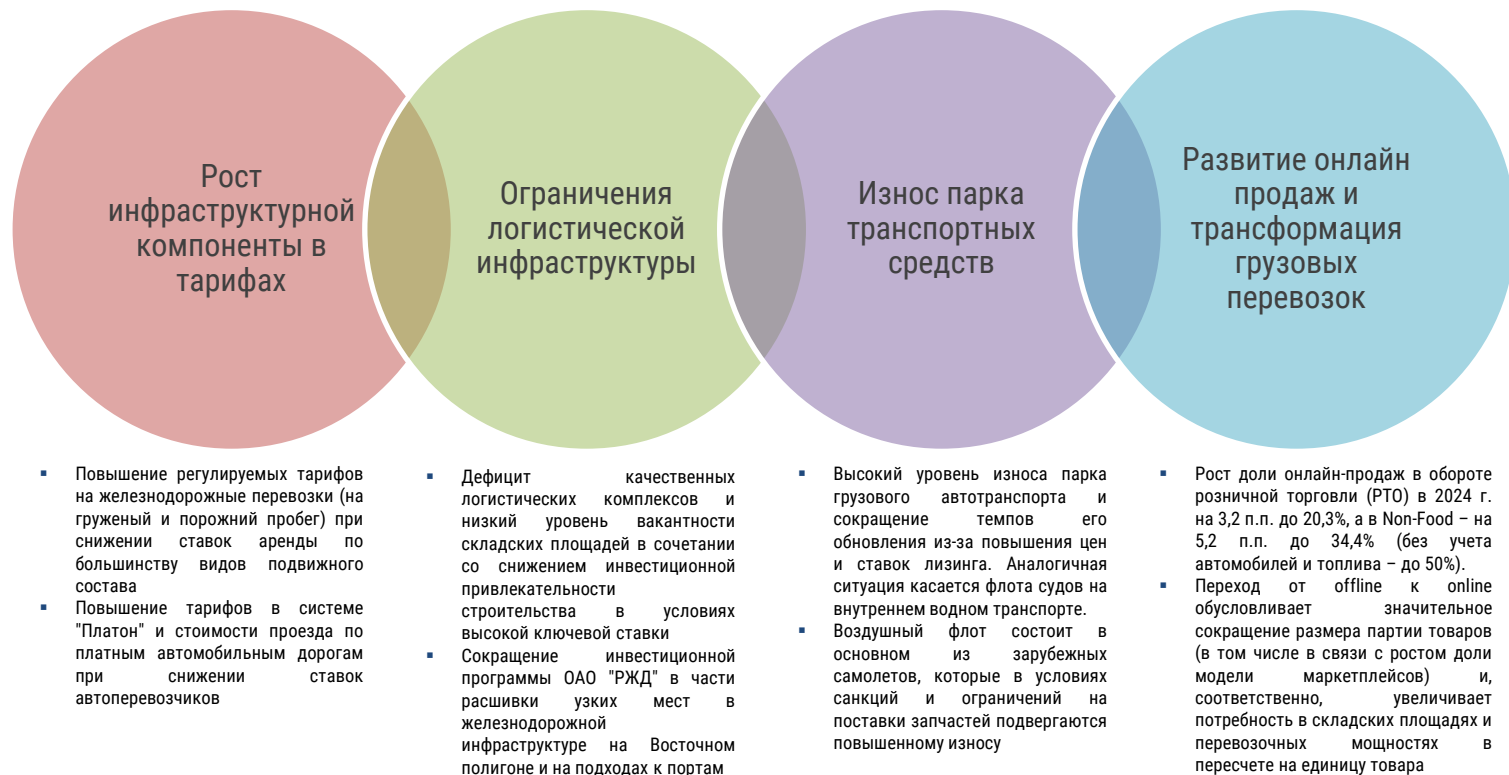 Рост
инфраструктурной
компоненты в
тарифах
Ограничения
логистической
инфраструктуры
Износ парка
транспортных
средств
Развитие онлайн
продаж и
трансформация
грузовых
перевозок
▪ Повышение регулируемых тарифов
на железнодорожные перевозки (на
груженый и порожний пробег) при
снижении ставок аренды по
большинству видов подвижного
состава
▪ Повышение тарифов в системе
"Платон" и стоимости проезда по
платным автомобильным дорогам
при снижении ставок
автоперевозчиков
▪ Дефицит качественных
логистических комплексов и
низкий уровень вакантности
складских площадей в сочетании
со снижением инвестиционной
привлекательности
строительства в условиях
высокой ключевой ставки
▪ Сокращение инвестиционной
программы ОАО "РЖД" в части
расшивки узких мест в
железнодорожной
инфраструктуре на Восточном
полигоне и на подходах к портам
▪ Высокий уровень износа парка
грузового автотранспорта и
сокращение темпов его
обновления из-за повышения цен
и ставок лизинга. Аналогичная
ситуация касается флота судов на
внутреннем водном транспорте.
▪ Воздушный флот состоит в
основном из зарубежных
самолетов, которые в условиях
санкций и ограничений на
поставки запчастей подвергаются
повышенному износу
▪ Рост доли онлайн-продаж в обороте
розничной торговли (РТО) в 2024 г.
на 3,2 п.п. до 20,3%, а в Non-Food – на
5,2 п.п. до 34,4% (без учета
автомобилей и топлива – до 50%).
▪ Переход от offline к online
обусловливает значительное
сокращение размера партии товаров
(в том числе в связи с ростом доли
модели маркетплейсов) и,
соответственно, увеличивает
потребность в складских площадях и
перевозочных мощностях в
пересчете на единицу товара